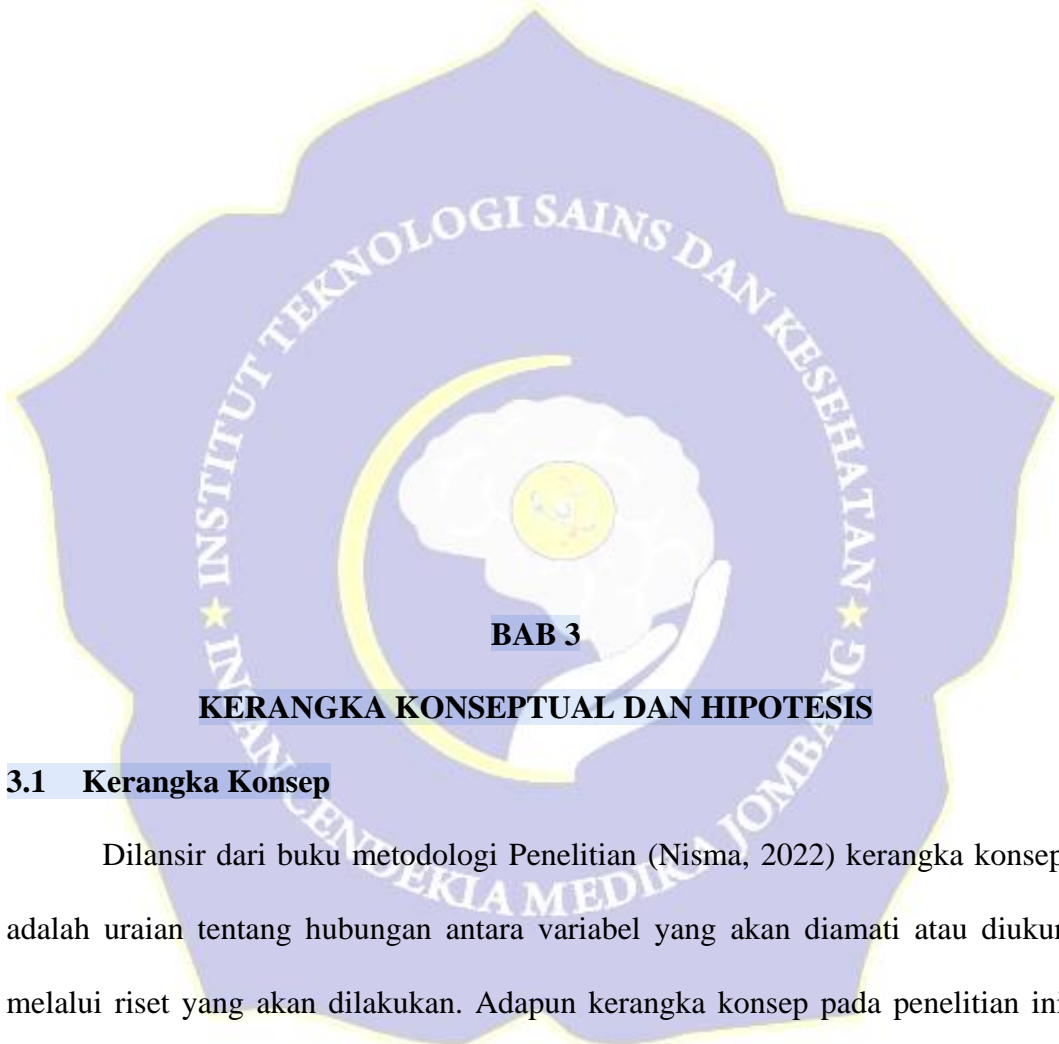 INSTITUT TEKNOLOGI SAINS DAN KESEHATAN
INSAN CENDEKIA MEDIKA JOMBANG
BAB 3
KERANGKA KONSEPTUAL DAN HIPOTESIS
3.1 Kerangka Konsep
Dilansir dari buku metodologi Penelitian (Nisma, 2022) kerangka konsep
adalah uraian tentang hubungan antara variabel yang akan diamati atau diukur
melalui riset yang akan dilakukan. Adapun kerangka konsep pada penelitian ini